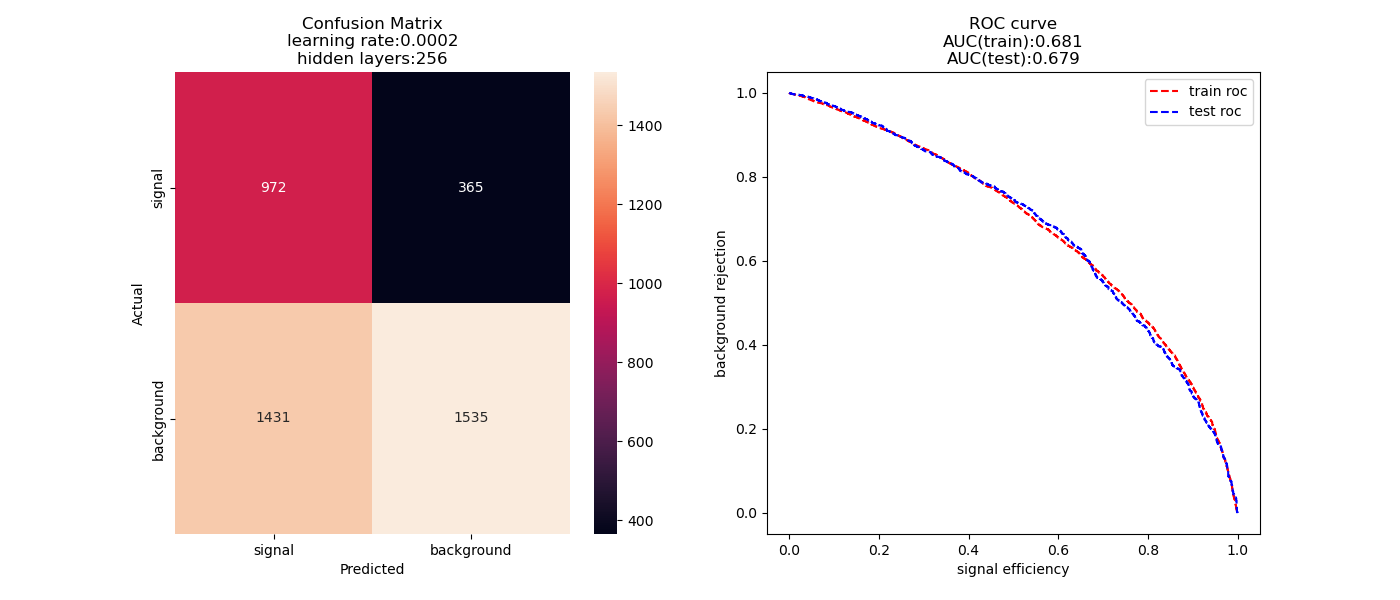 Confusion Matrix
learning rate:0.0002
hidden layers:256
signal
background
Actual
972
365
1431
1535
signal
background
Predicted
1400
1200
1000
800
600
400
ROC curve
AUC(train):0.681
AUC(test):0.679
train roc
test roc
1.0
0.8
0.6
0.4
0.2
0.0
background rejection
0.0
0.2
0.4
0.6
0.8
1.0
signal efficiency